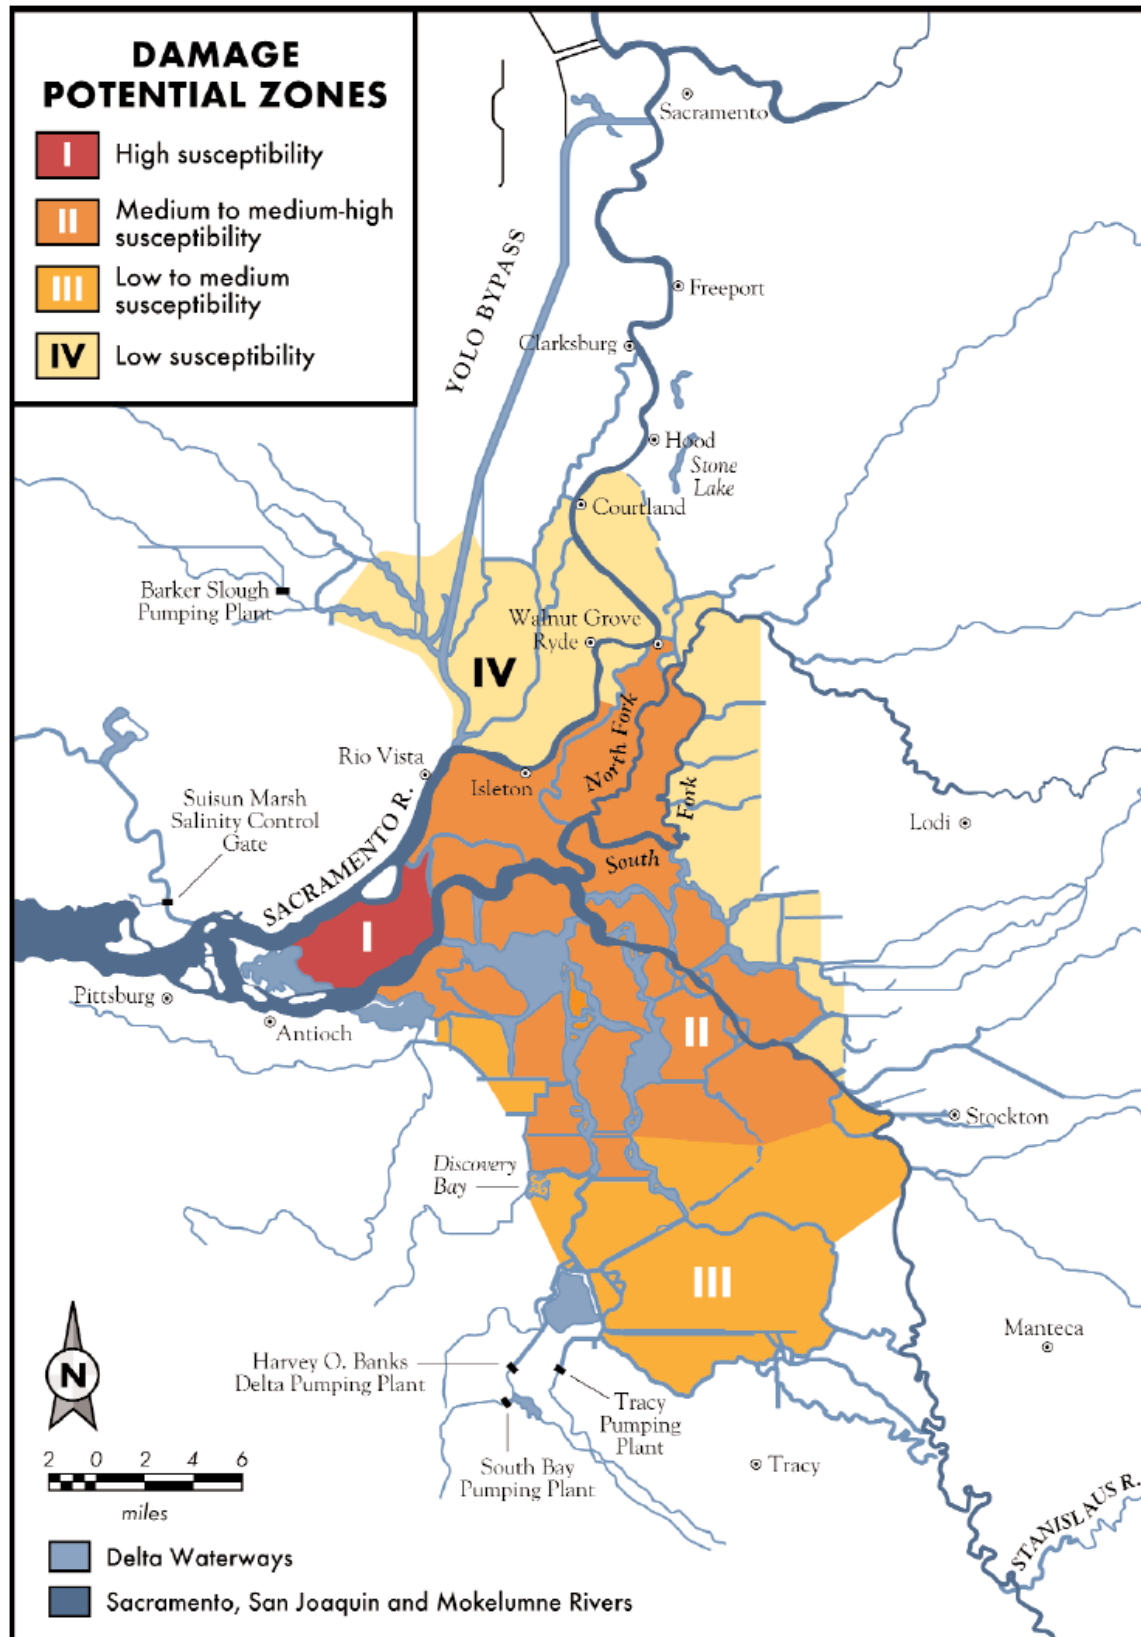 DAMAGE
POTENTIAL ZONES
I
High susceptibility
II
Medium to medium-high
susceptibility
III
Low to medium
susceptibility
IV
Low susceptibility
Sacramento
YOLO BYPASS
Freeport
Clarksburg
Hood
Stone
Lake
Courtland
Barker Slough
Pumping Plant
Walnut Grove
Ryde
IV
North Fork
Rio Vista
Isleton
Fork
Suisun Marsh
Salinity Control
Gate
SACRAMENTO R.
Lodi
South
I
Pittsburg
Antioch
II
Stockton
Discovery
Bay
III
Manteca
Harvey O. Banks
Delta Pumping Plant
Tracy
Pumping
Plant
South Bay
Pumping Plant
Tracy
STANISLAUS R.
N
2 0 2 4 6
miles
Delta Waterways
Sacramento, San Joaquin and Mokelumne Rivers